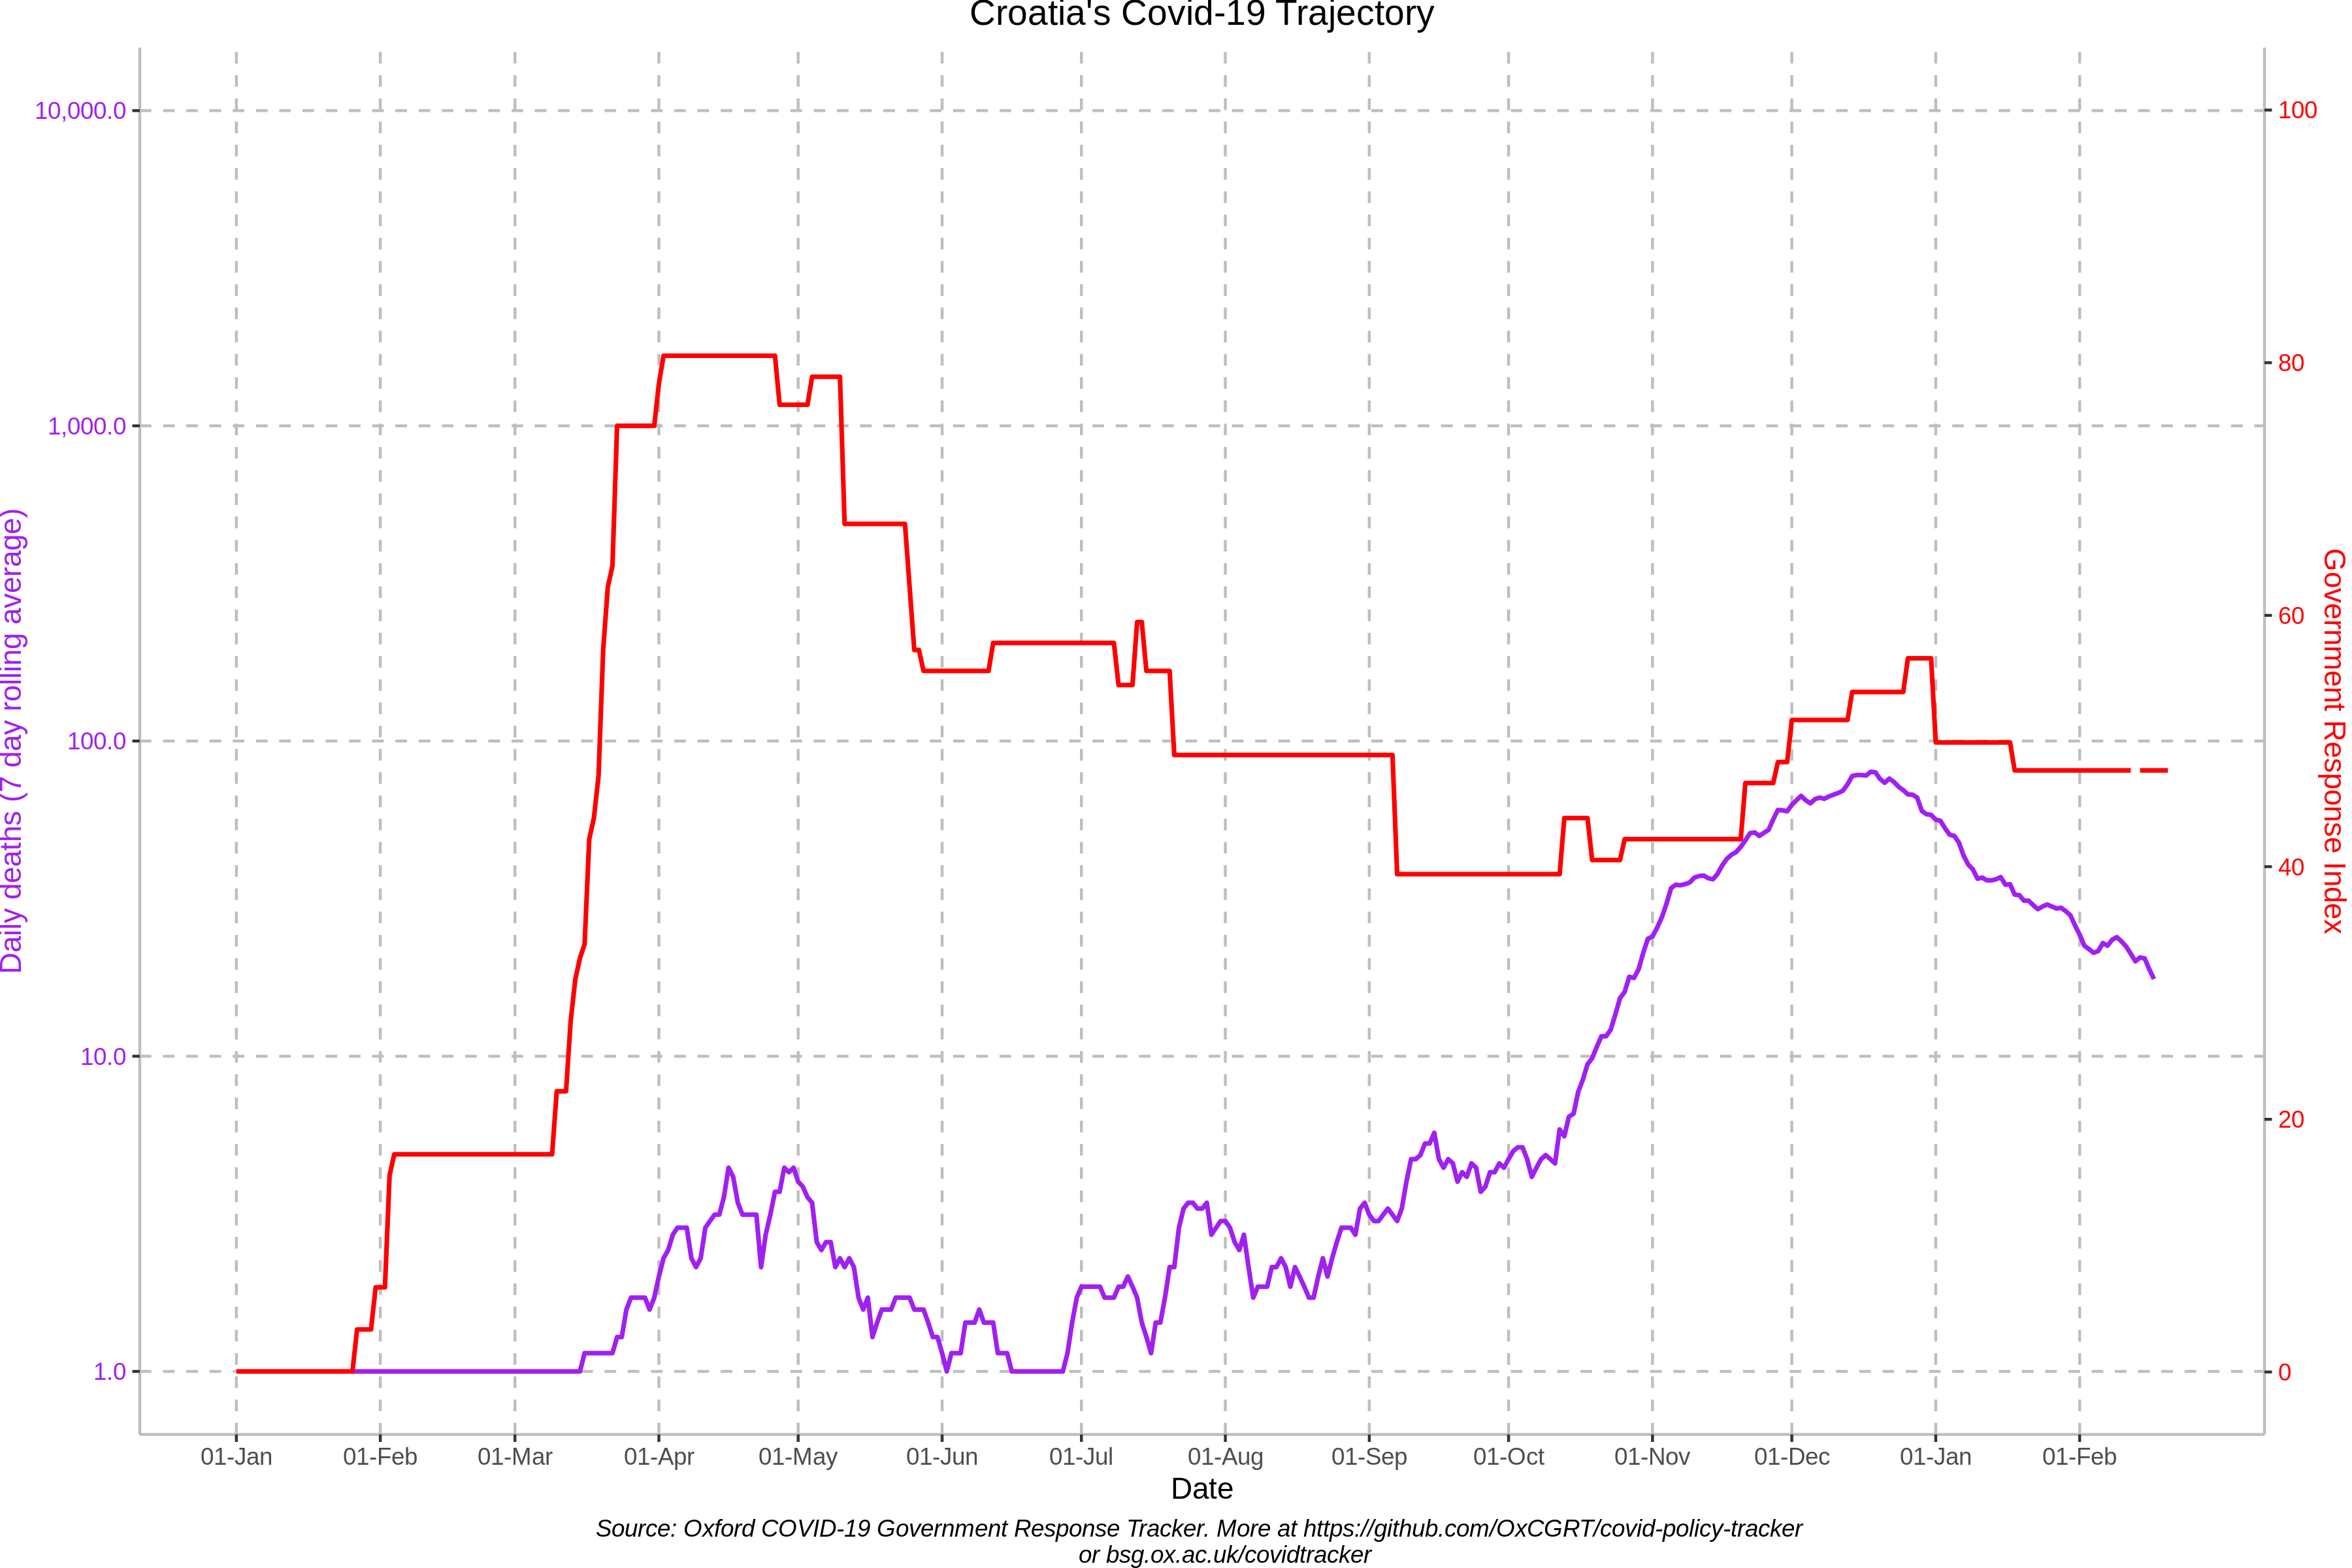 Croatia's Covid-19 Trajectory
Daily deaths (7 day rolling average)
10,000.0
1,000.0
100.0
10.0
1.0
100
80
60
40
20
0
Government Response Index
01-Jan 01-Feb 01-Mar 01-Apr 01-May 01-Jun 01-Jul 01-Aug 01-Sep 01-Oct 01-Nov 01-Dec 01-Jan 01-Feb
Date
Source: Oxford COVID-19 Government Response Tracker. More at https://github.com/OxCGRT/covid-policy-tracker
or bsg.ox.ac.uk/covidtracker